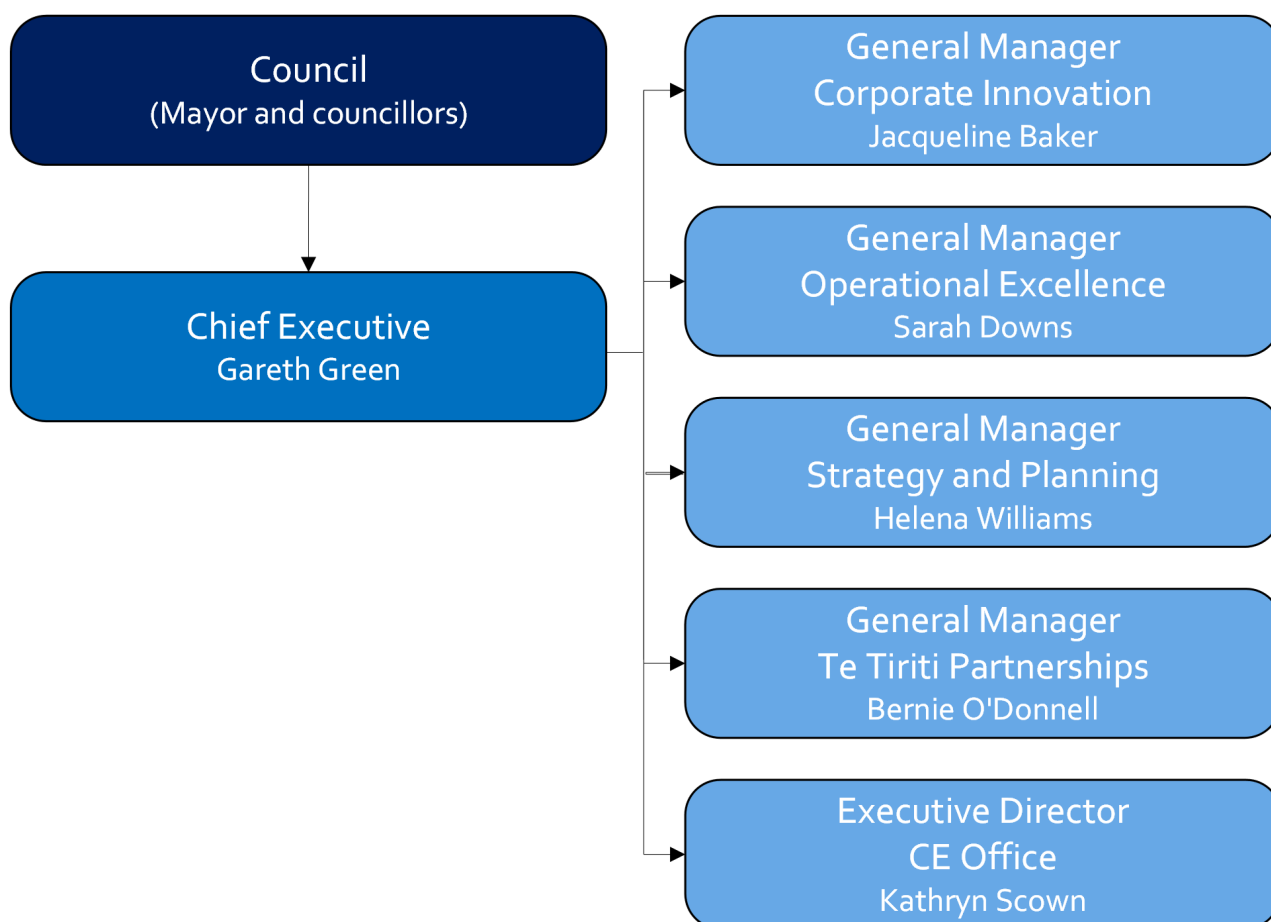 Council
(Mayor and councillors)
Chief Executive
Gareth Green
General Manager
Corporate Innovation
Jacqueline Baker
General Manager
Operational Excellence
Sarah Downs
General Manager
Strategy and Planning
Helena Williams
General Manager
Te Tiriti Partnerships
Bernie O'Donnell
Executive Director
CE Office
Kathryn Scown